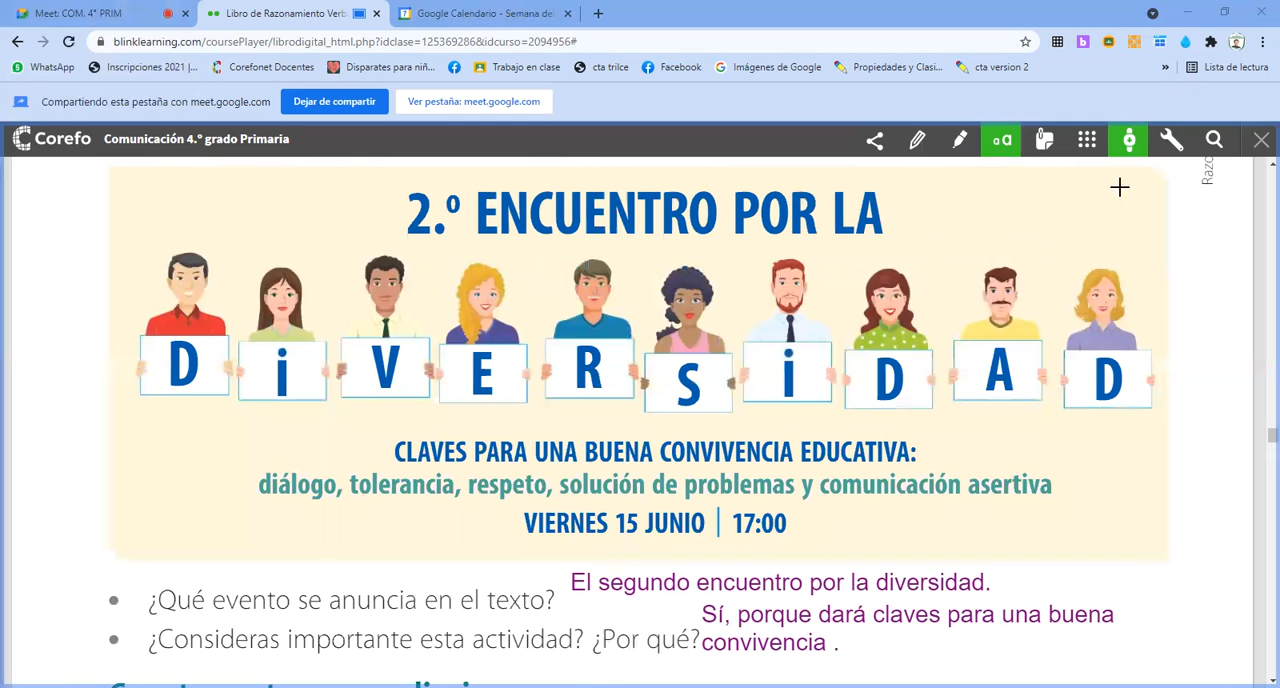 Meet: COM. 4° PRIM
Libro de Razonamiento Verb
Google Calendario - Semana del
blinklearning.com/coursePlayer/librodigital_html.php?idclase=125369286&idcurso=2094956#
WhatsApp Inscripciones 2021 |... Corefonet Docentes Disparates para niñ... Trabajo en clase cta trilce Facebook Imágenes de Google Propiedades y Clasi... cta version 2 » Lista de lectura
Compartiendo esta pestaña con meet.google.com Dejar de compartir Ver pestaña: meet.google.com
Corefo Comunicación 4.º grado Primaria
aa
Razo
2.º ENCUENTRO POR LA
D i V E R S i D A D
CLAVES PARA UNA BUENA CONVIVENCIA EDUCATIVA:
diálogo, tolerancia, respeto, solución de problemas y comunicación asertiva
VIERNES 15 JUNIO | 17:00
• ¿Qué evento se anuncia en el texto? El segundo encuentro por la diversidad.
• ¿Consideras importante esta actividad? ¿Por qué? Sí, porque dará claves para una buena
convivencia .